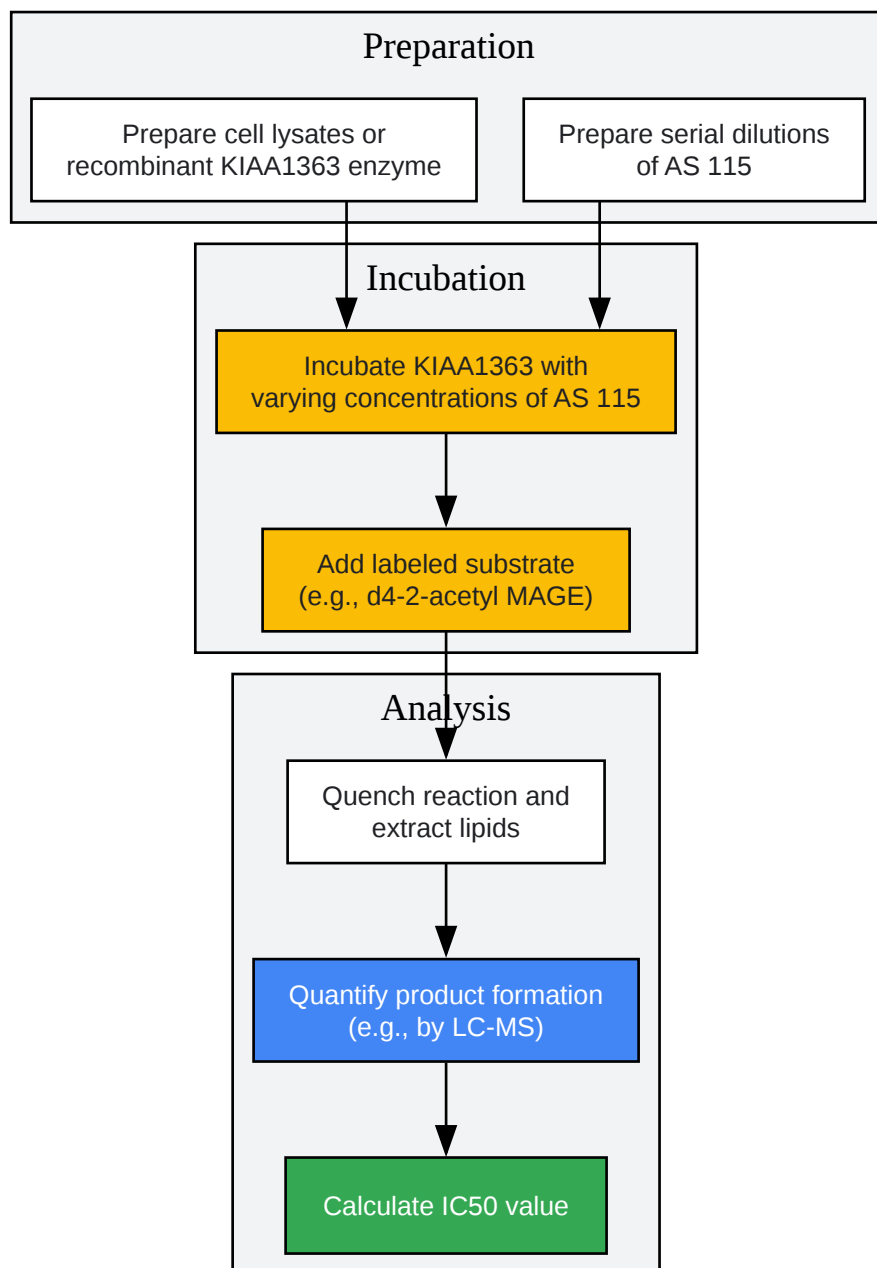 Preparation
Prepare cell lysates or
recombinant KIAA1363 enzyme
Prepare serial dilutions
of AS 115
Incubation
Incubate KIAA1363 with
varying concentrations of AS 115
Add labeled substrate
(e.g., d4-2-acetyl MAGE)
Analysis
Quench reaction and
extract lipids
Quantify product formation
(e.g., by LC-MS)
Calculate IC50 value